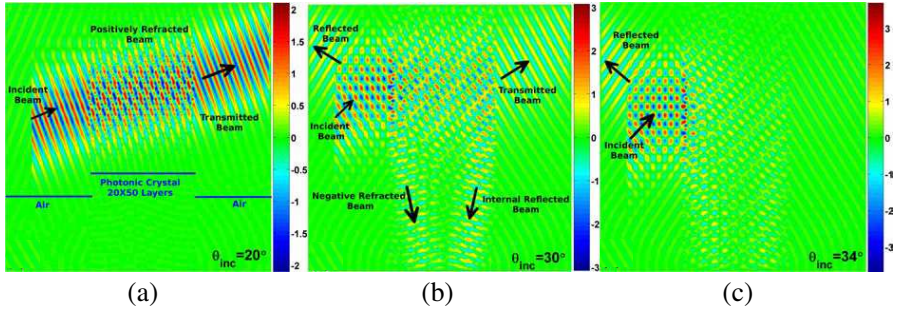 Positively Refracted
Beam
Incident
Beam
Transmitted
Beam
Photonic Crystal
20X50 Layers
Air
Air
θinc=20°
2
1.5
1
0.5
0
-0.5
-1
-1.5
-2
(a)
Reflected
Beam
Incident
Beam
Transmitted
Beam
Negative Refracted
Beam
Internal Reflected
Beam
θinc=30°
3
2
1
0
-1
-2
-3
(b)
Reflected
Beam
Incident
Beam
θinc=34°
3
2
1
0
-1
-2
-3
(c)